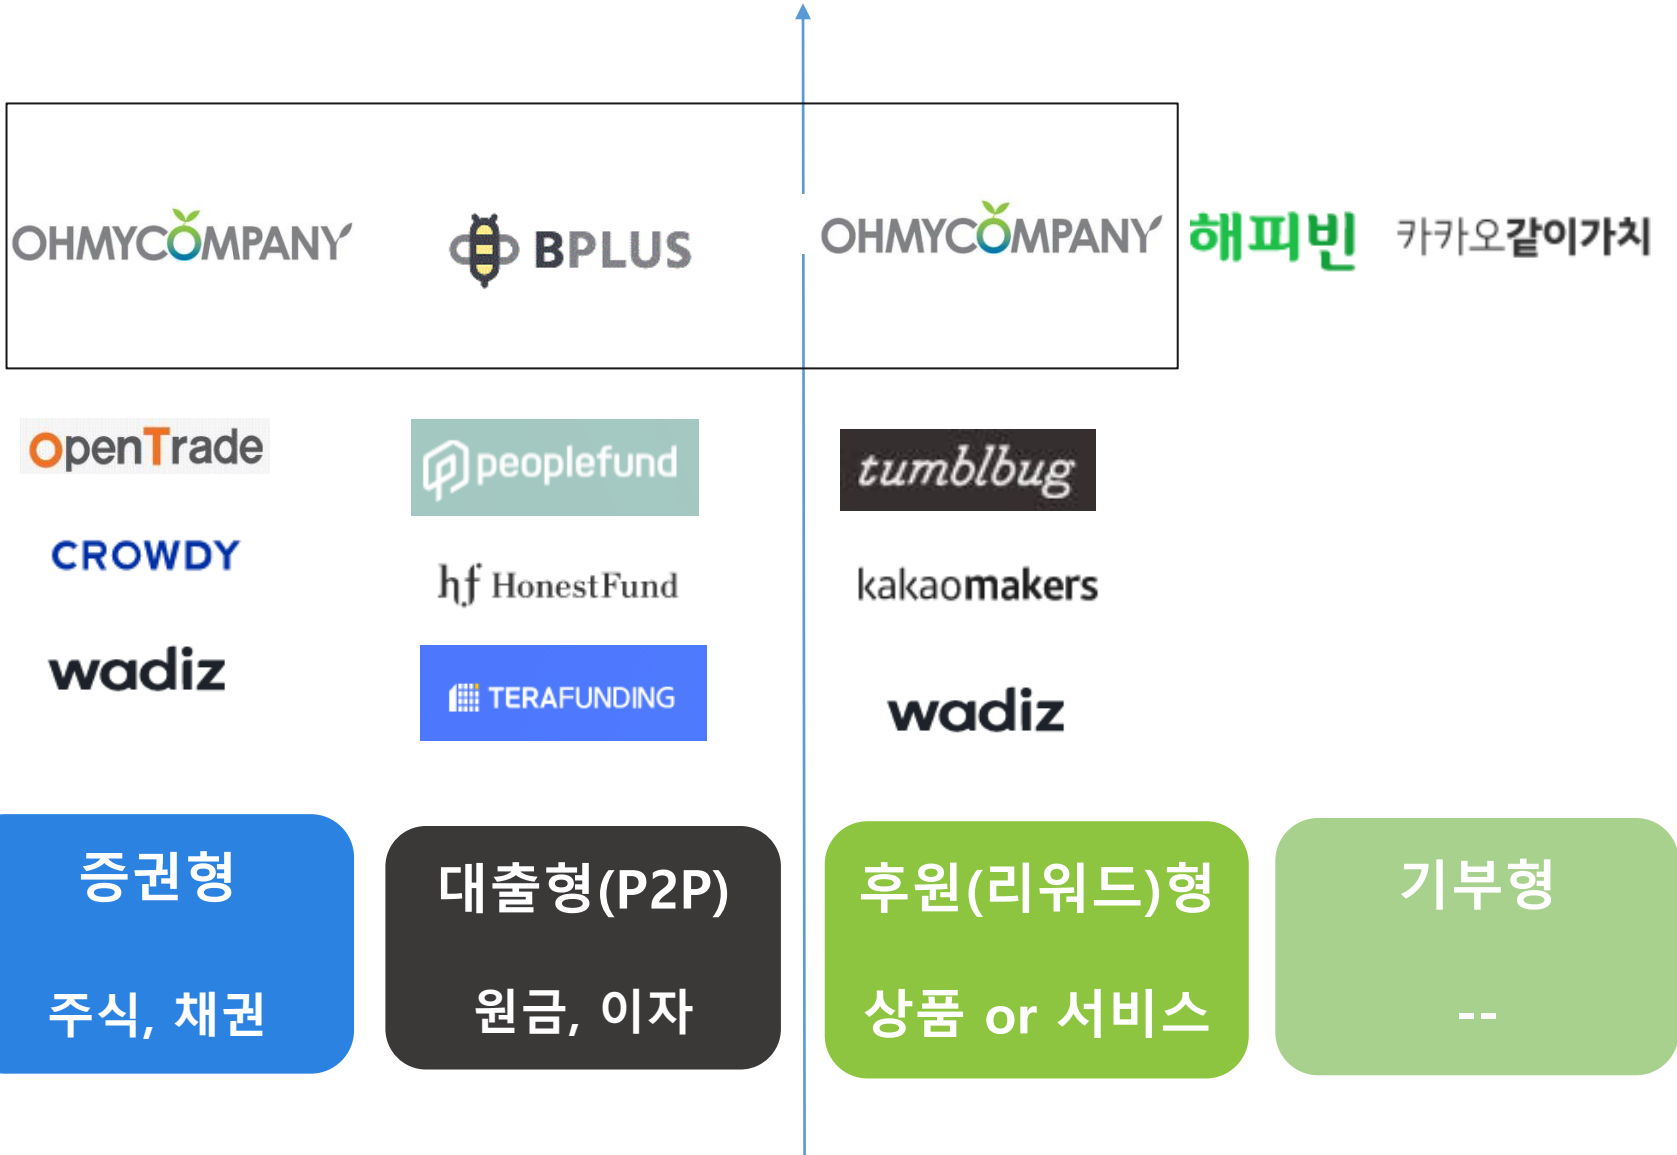 OHMYCOMPANY
BPLUS
OHMYCOMPANY
해피빈
카카오같이가치
openTrade
peoplefund
tumblbug
CROWDY
hf HonestFund
kakaomakers
wadiz
TERAFUNDING
wadiz
증권형
대출형(P2P)
후원(리워드)형
기부형
주식, 채권
원금, 이자
상품 or 서비스
--